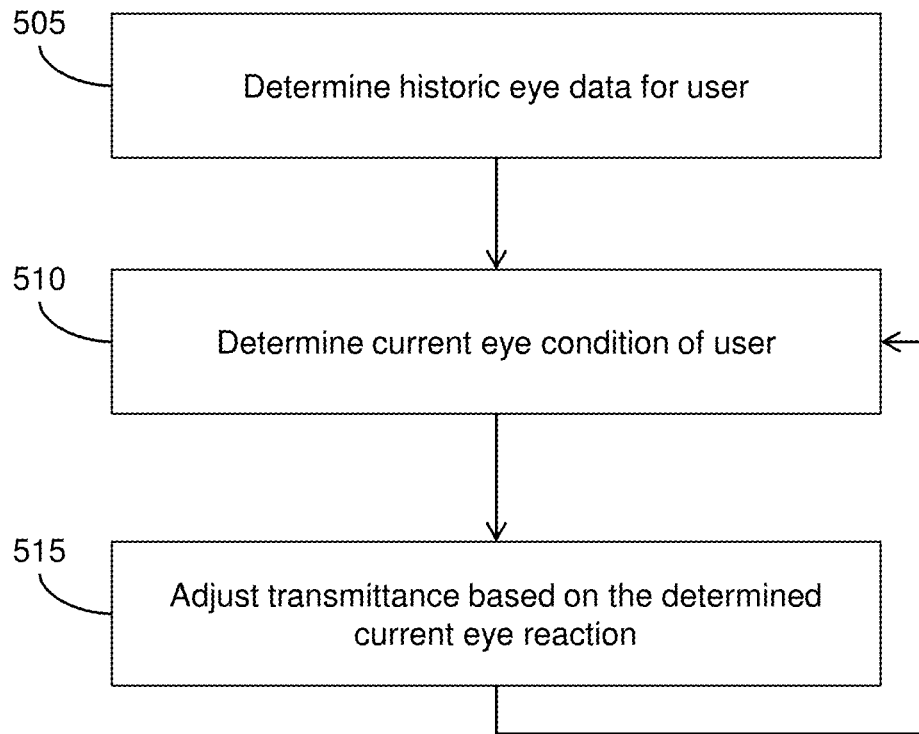 505
Determine historic eye data for user
510
Determine current eye condition of user
515
Adjust transmittance based on the determined
current eye reaction